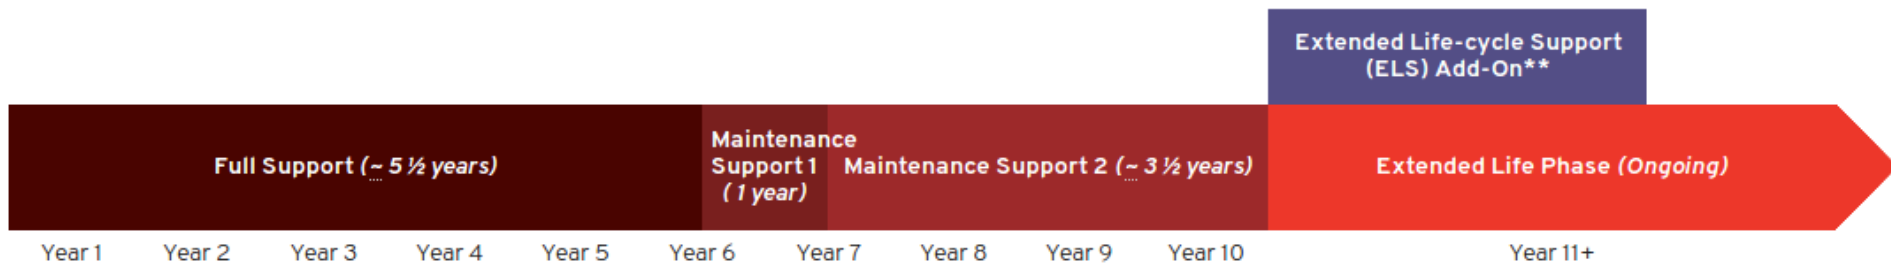 Extended Life-cycle Support
(ELS) Add-On**
Full Support (~ 5 ½ years)
Maintenance
Support 1
( 1 year)
Maintenance Support 2 (~ 3 ½ years)
Extended Life Phase (Ongoing)
Year 1 Year 2 Year 3 Year 4 Year 5 Year 6 Year 7 Year 8 Year 9 Year 10 Year 11+